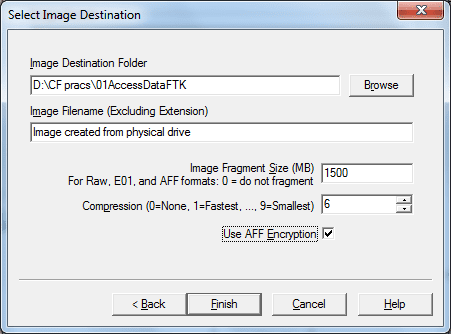 Select Image Destination
Image Destination Folder
D:\CF pracs\01AccessDataFTK
Browse
Image Filename (Excluding Extension)
Image created from physical drive
Image Fragment Size (MB)
For Raw, E01, and AFF formats: 0 = do not fragment
1500
Compression (0=None, 1=Fastest, ..., 9=Smallest)
6
Use AFF Encryption
< Back
Finish
Cancel
Help